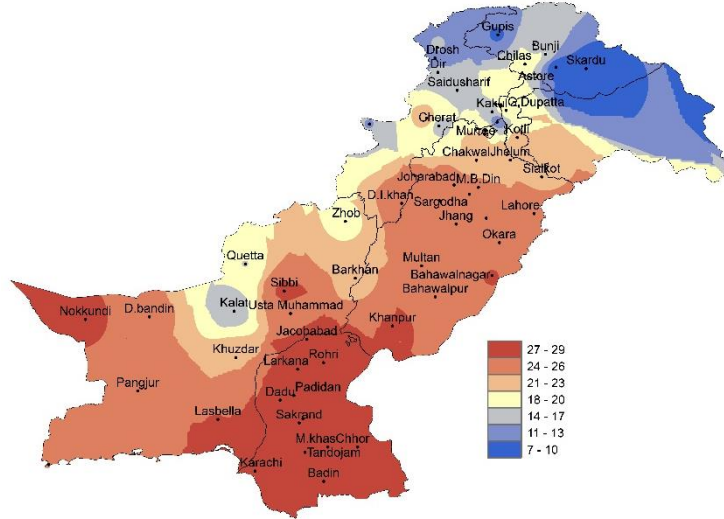 Gupis
Drosh
Bunji
Dir
Chilas
Skardu
Astore
Saidusharif
Kakul
G.Dupatta
Cherat
Murree
Kotli
Chakwal
Jhelum
Sialkot
Joharabad
M.B.Din
D.I.khan
Sargodha
Lahore
Zhob
Jhang
Okara
Quetta
Multan
Barkhan
Bahawalnagar
Sibbi
Bahawalpur
Kalat
Usta Muhammad
Nokkundi
D.bandin
Khanpur
Jacobabad
Khuzdar
Rohri
Larkana
Pangjur
Dadu
Padidan
Lasbella
Sakrand
M.khas
Chhor
Tandojam
Karachi
Badin
27 - 29
24 - 26
21 - 23
18 - 20
14 - 17
11 - 13
7 - 10